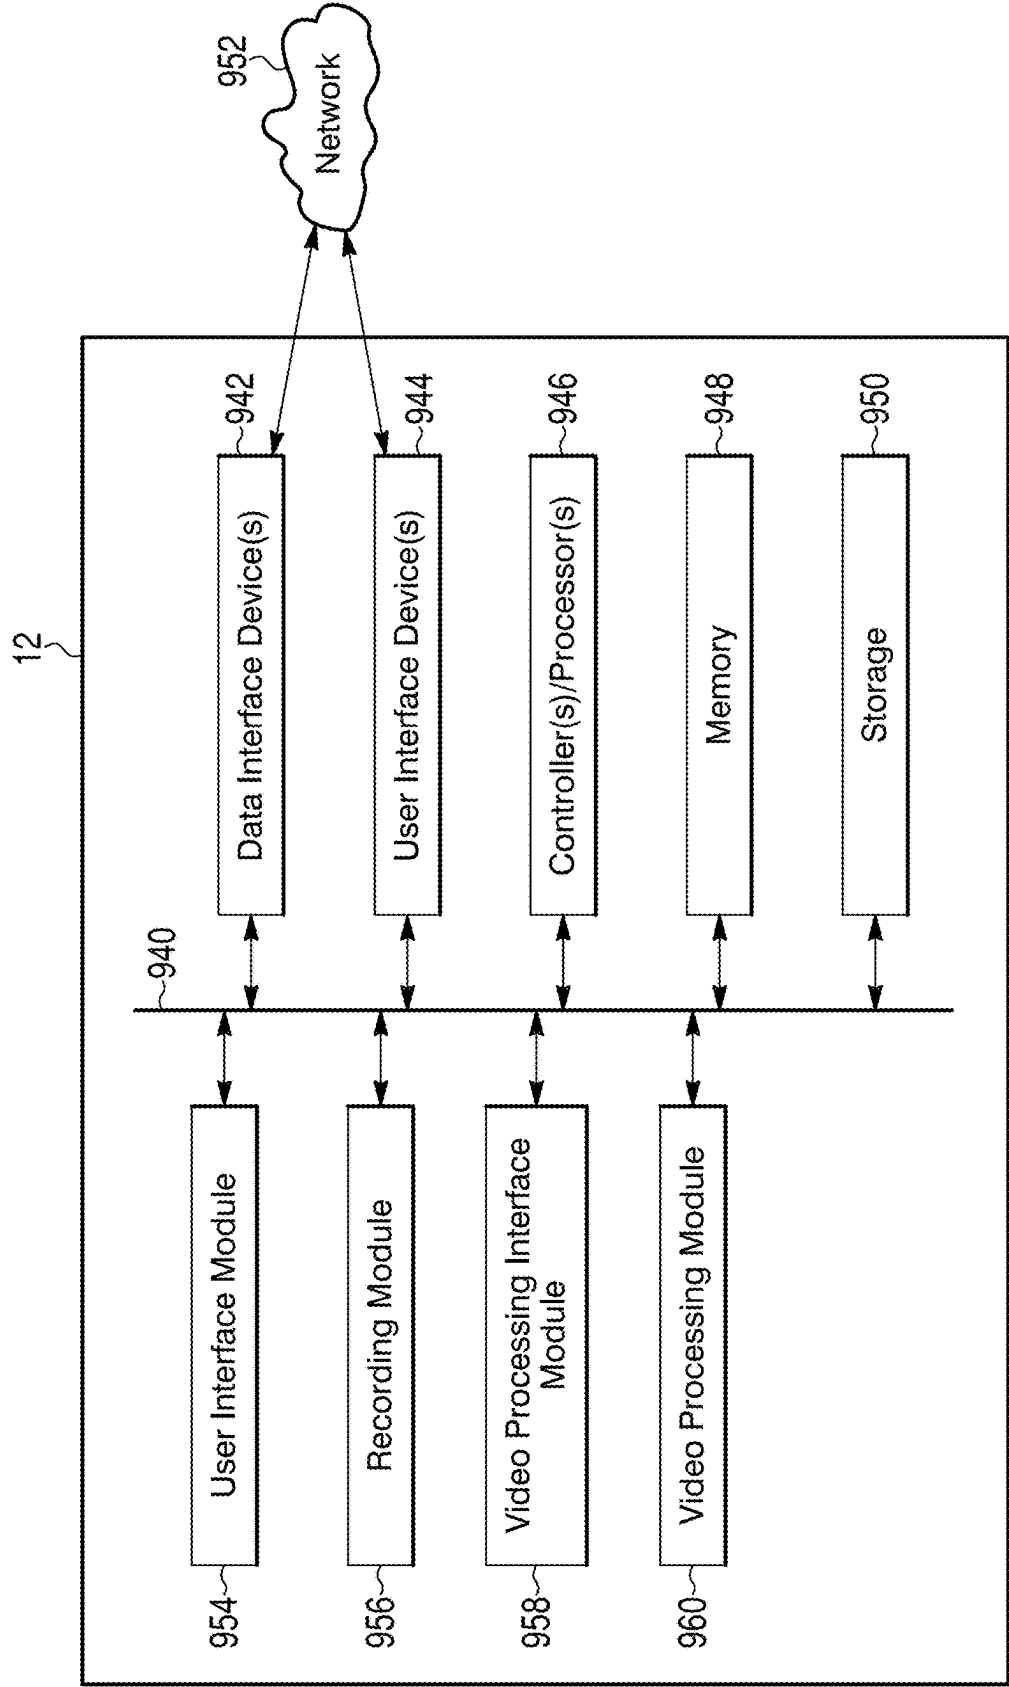 12
940
952
Network
954
User Interface Module
Data Interface Device(s)
942
956
Recording Module
User Interface Device(s)
944
958
Video Processing Interface
Module
Controller(s)/Processor(s)
946
960
Video Processing Module
Memory
948
Storage
950